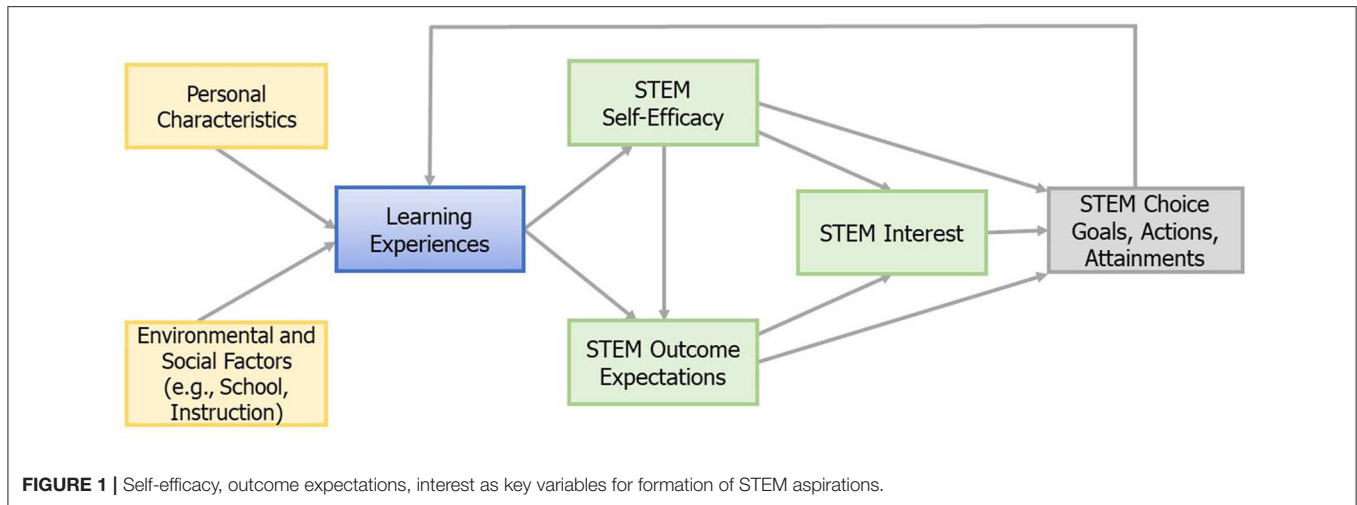 Personal
Characteristics
STEM
Self-Efficacy
Learning
Experiences
STEM Interest
STEM Choice
Goals, Actions,
Attainments
Environmental and
Social Factors
(e.g., School,
Instruction)
STEM Outcome
Expectations
FIGURE 1 | Self-efficacy, outcome expectations, interest as key variables for formation of STEM aspirations.